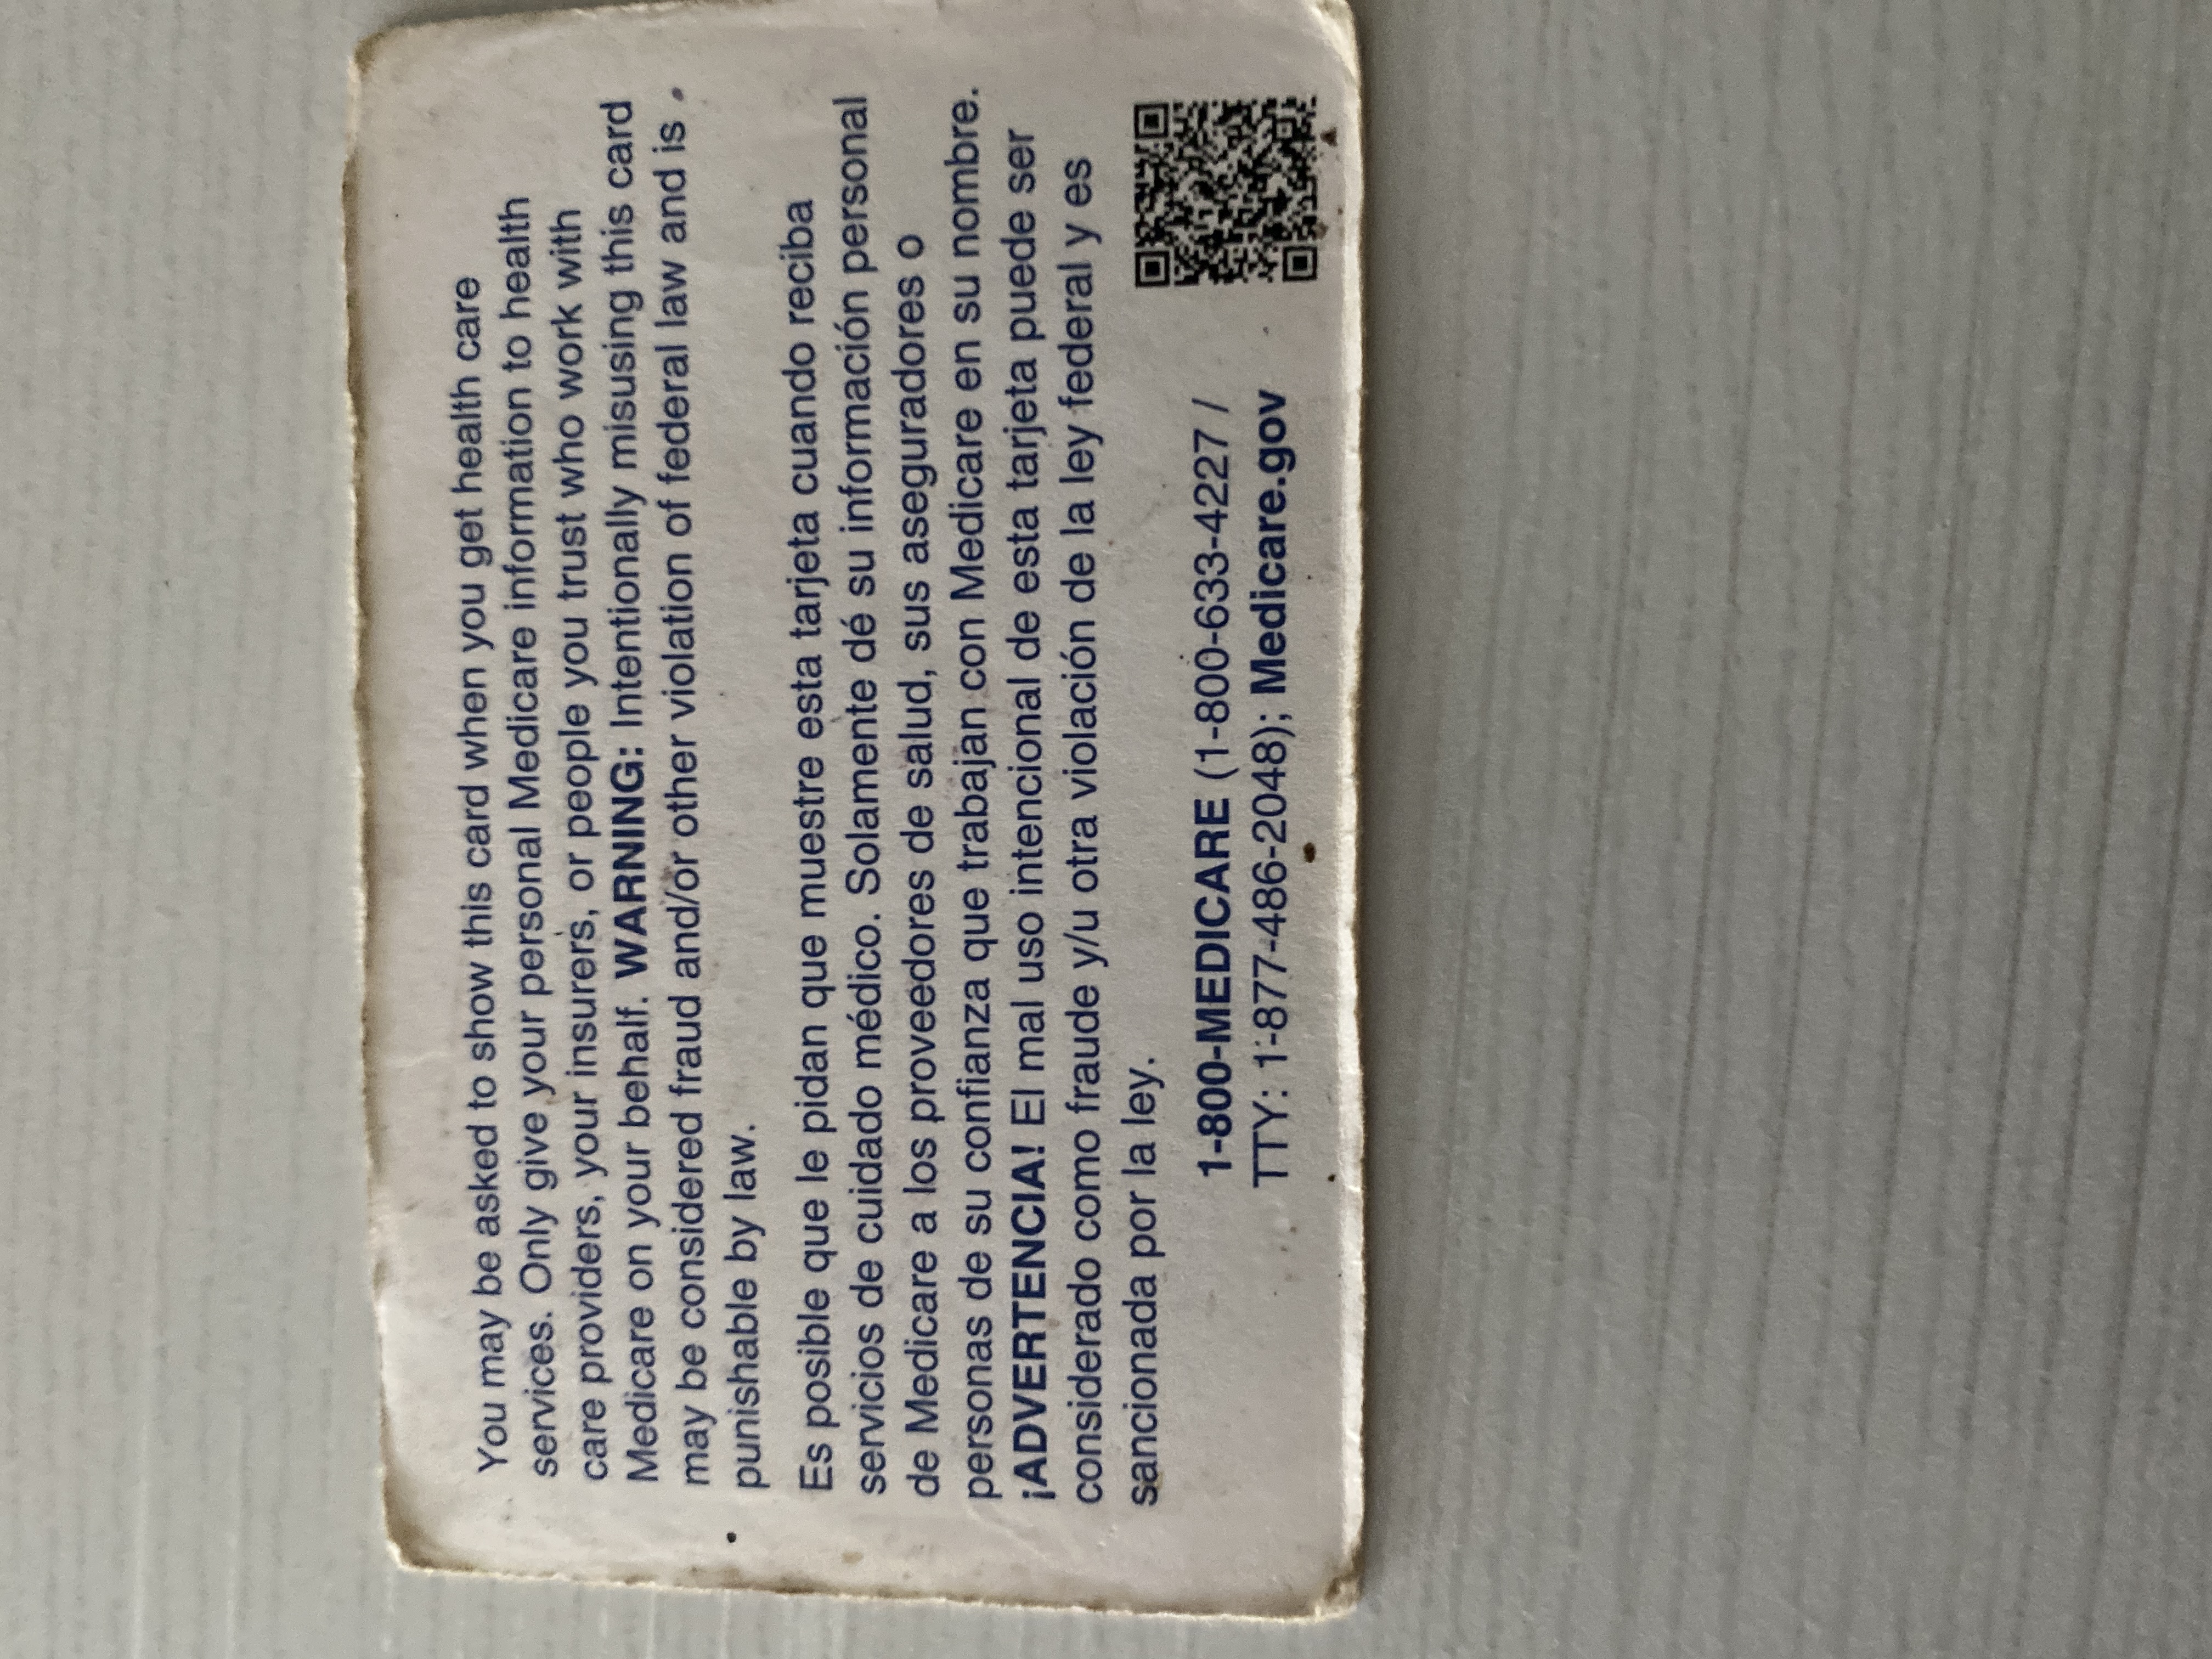 You may be asked to show this card when you get health care
services. Only give your personal Medicare information to health
care providers, your insurers, or people you trust who work with
Medicare on your behalf. WARNING: Intentionally misusing this card
may be considered fraud and/or other violation of federal law and is
punishable by law.
Es posible que le pidan que muestre esta tarjeta cuando reciba
servicios de cuidado médico. Solamente dé su información personal
de Medicare a los proveedores de salud, sus aseguradores o
personas de su confianza que trabajan con Medicare en su nombre.
¡ADVERTENCIA! El mal uso intencional de esta tarjeta puede ser
considerado como fraude y/u otra violación de la ley federal y es
sancionada por la ley.
1-800-MEDICARE (1-800-633-4227 /
TTY: 1-877-486-2048); Medicare.gov